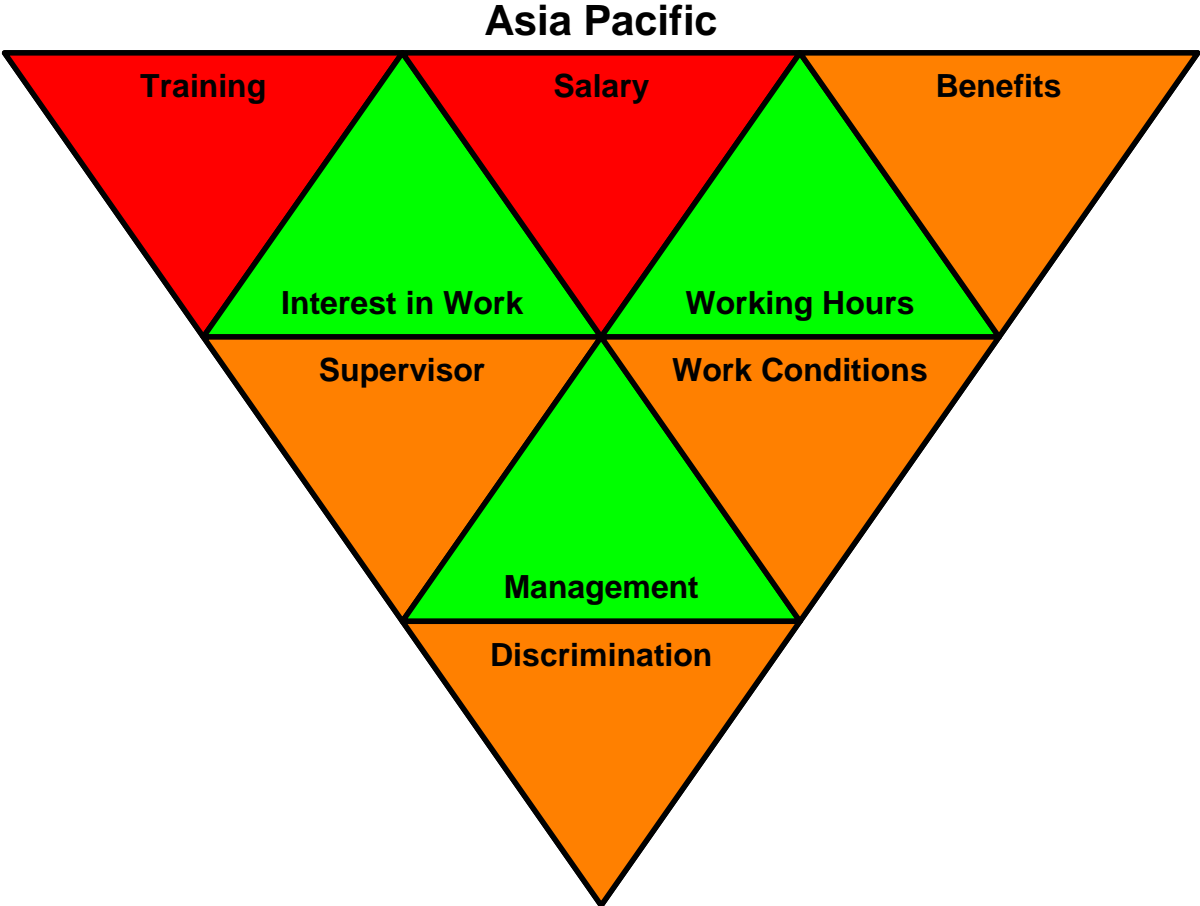 Asia Pacific
Training
Salary
Benefits
Interest in Work
Working Hours
Supervisor
Work Conditions
Management
Discrimination